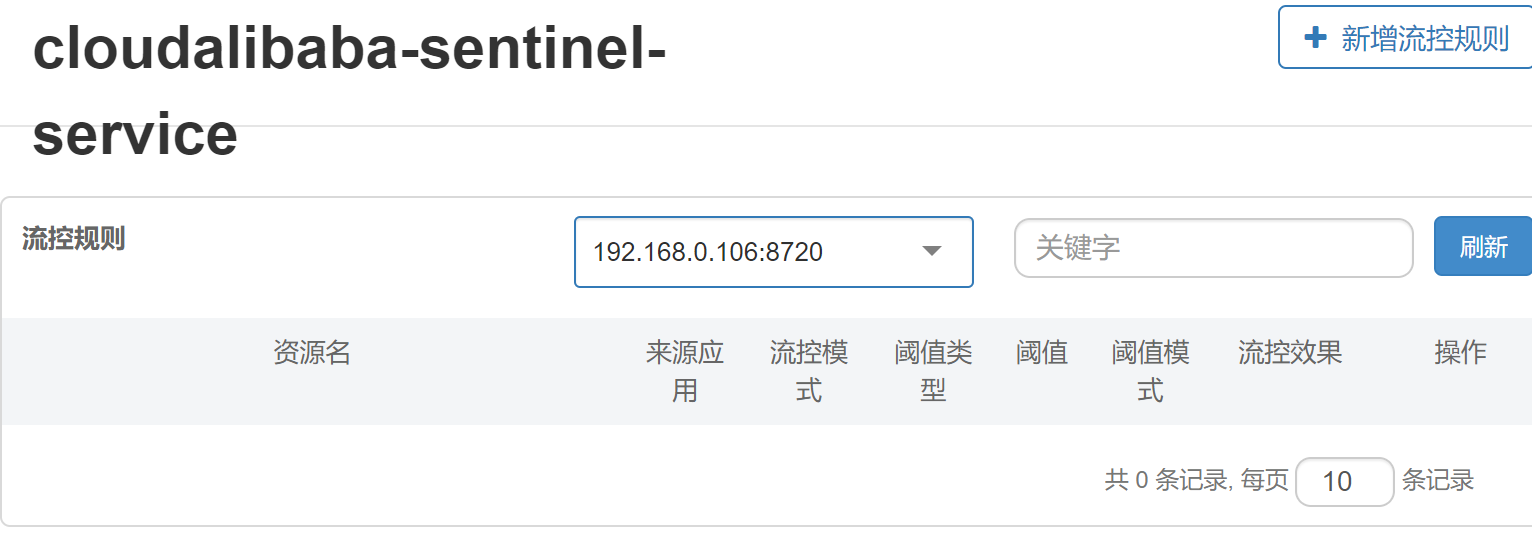 cloudalibaba-sentinel-
service
新增流控规则
流控规则
192.168.0.106:8720
关键字
刷新
资源名 来源应 流控模 阈值类 阈值 阈值模 流控效果 操作
用 式 型 式
共 0 条记录, 每页 10 条记录